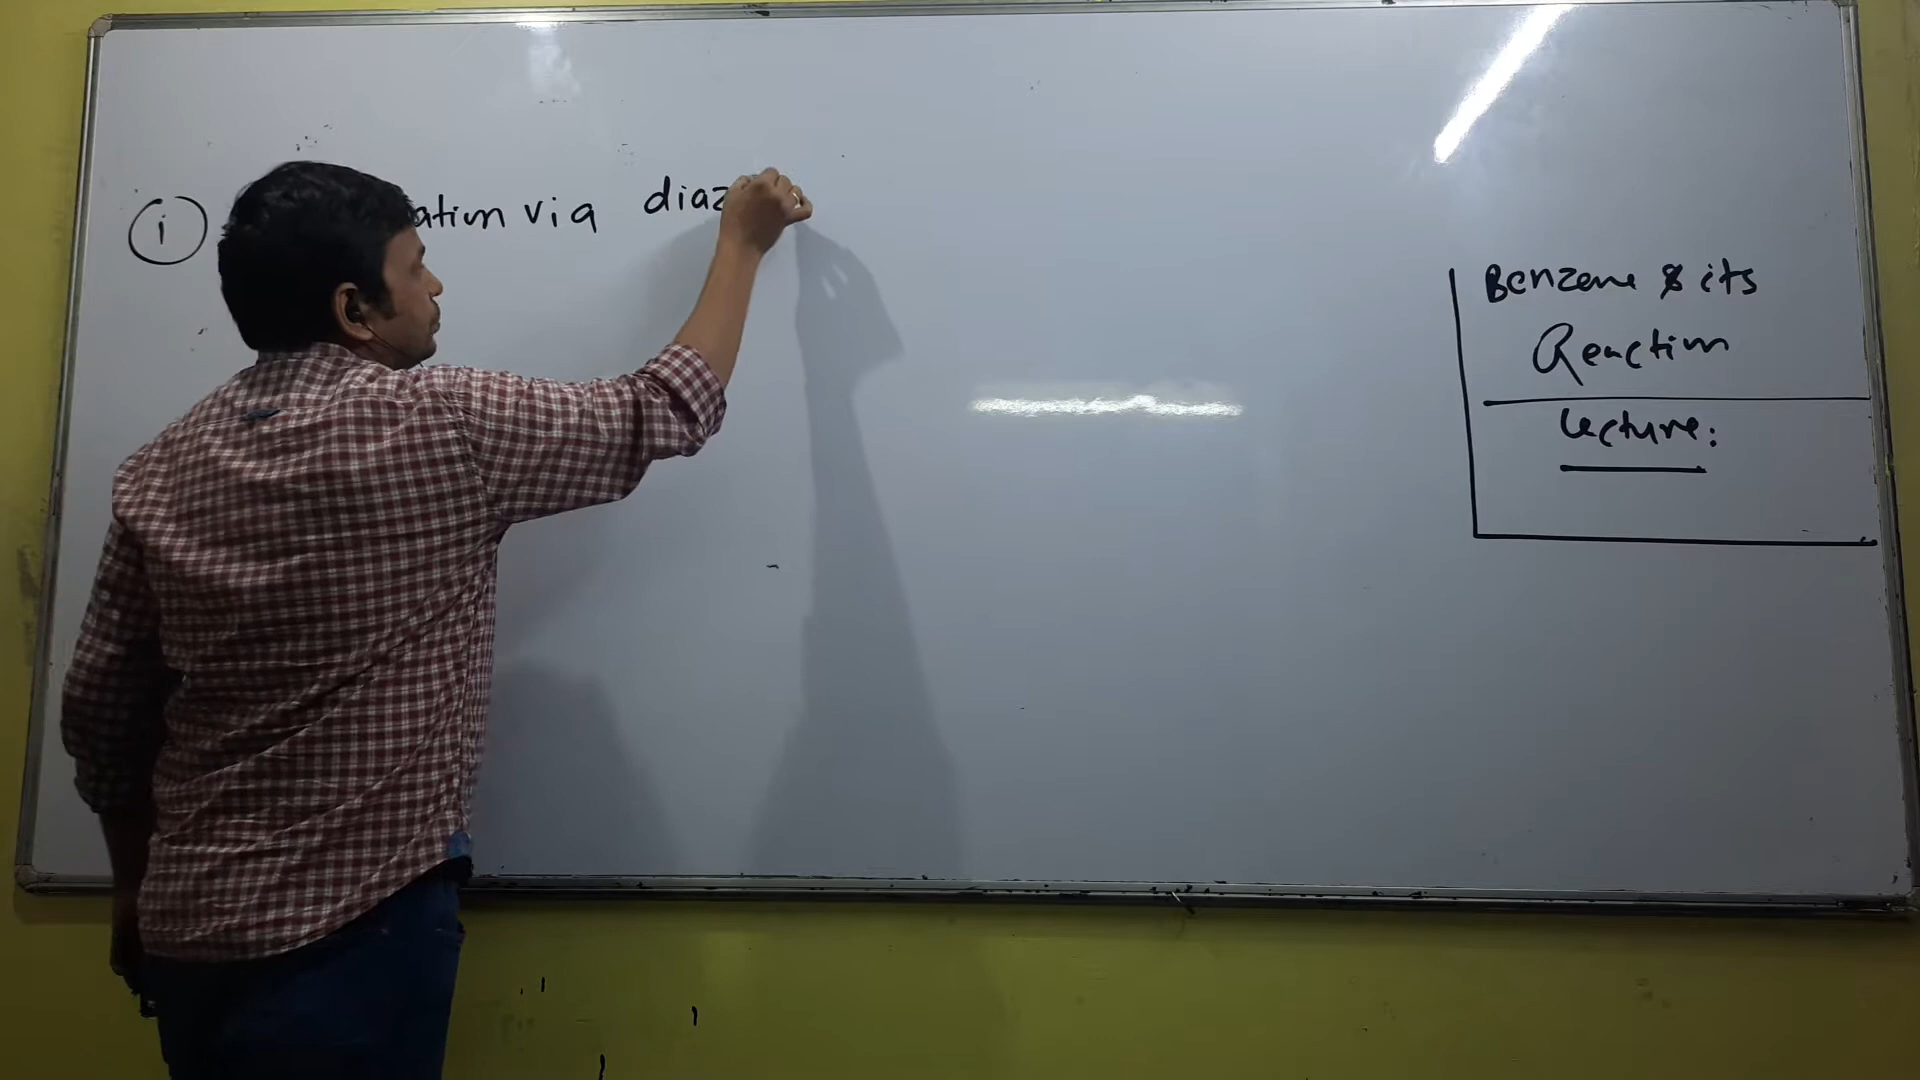 i ation via diaz
Benzene & its
Reaction
Lecture: